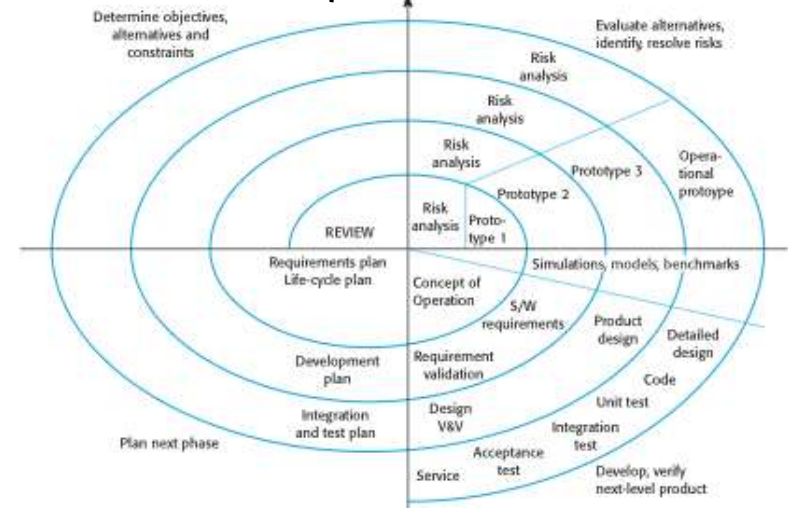 Determine objectives,
alternatives and
constraints
Evaluate alternatives,
identify, resolve risks
Risk
analysis
Risk
analysis
Risk
analysis
Risk
analysis
Proto-
type 1
Prototype 2
Prototype 3
Opera-
tional
protoype
REVIEW
Requirements plan
Life-cycle plan
Development
plan
Integration
and test plan
Plan next phase
Simulations, models, benchmarks
Concept of
Operation
S/W
requirements
Requirement
validation
Product
design
Detailed
design
Design
V&V
Code
Unit test
Integration
test
Acceptance
test
Service
Develop, verify
next-level product